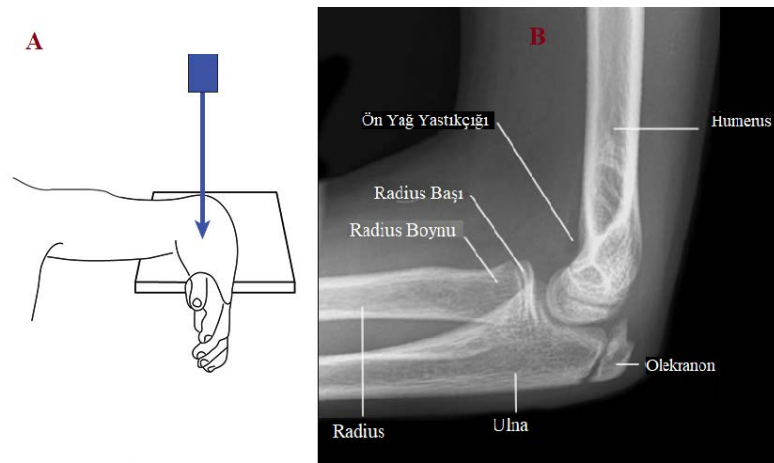 A
B
Ön Yağ Yastıkçığı
Humerus
Radius Başı
Radius Boynu
Olekranon
Radius
Ulna